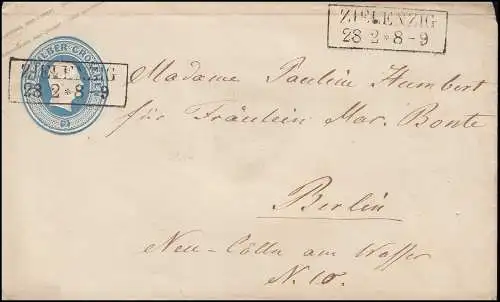 ZIELENZIG
28 2 * 8 - 9
SILBER GROSCHEN
ZIELENZIG
28 2 * 8 - 9
Madame Paulin Humbert
für Fräulein Mar. Bonte
Berlin
Neu-Cölln am Wasser
N. 10.